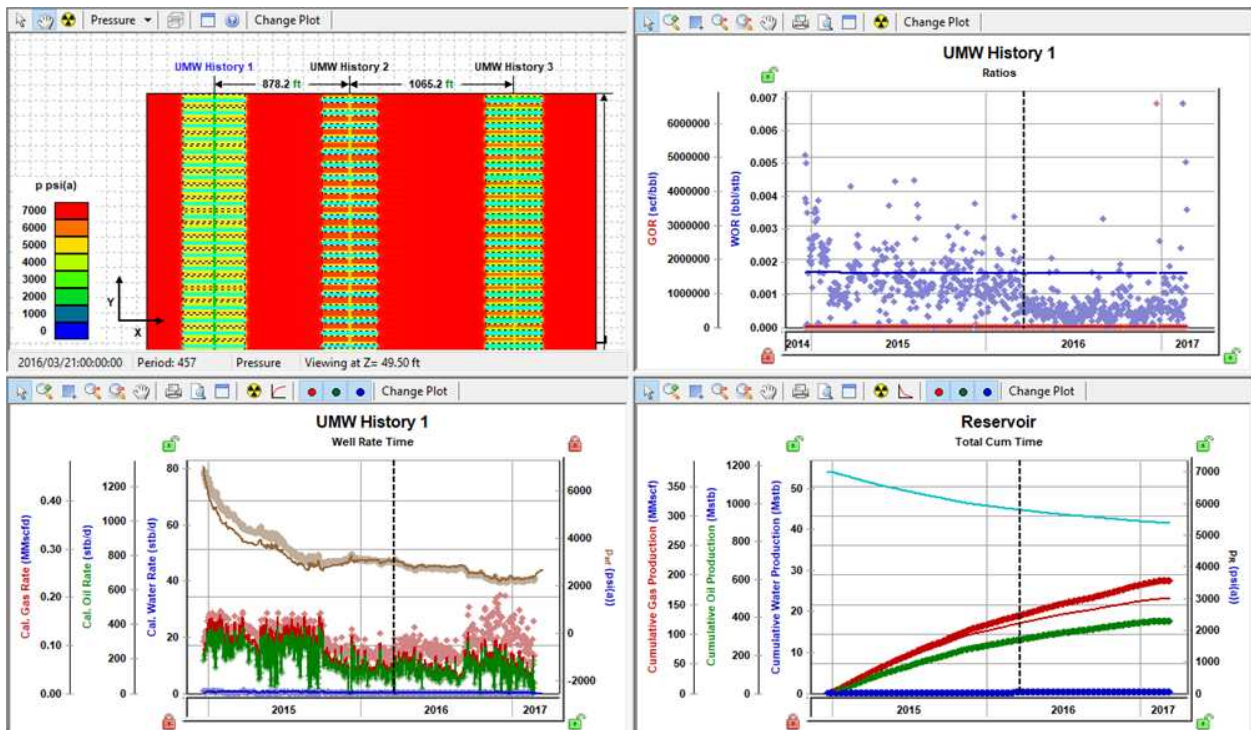 Pressure
Change Plot
UMW History 1
UMW History 2
UMW History 3
878.2 ft
1065.2 ft
p psi(a)
7000
6000
5000
4000
3000
2000
1000
0
Y
X
2016/03/21:00:00:00
Period: 457
Pressure
Viewing at Z= 49.50 ft
Change Plot
UMW History 1
Ratios
GOR (scf/bbl)
6000000
5000000
4000000
3000000
2000000
1000000
0
WOR (bbl/stb)
0.007
0.006
0.005
0.004
0.003
0.002
0.001
0.000
2014
2015
2016
2017
Change Plot
UMW History 1
Well Rate Time
Cal. Gas Rate (MMscfd)
0.40
0.30
0.20
0.10
0.00
Cal. Oil Rate (stb/d)
1200
1000
800
600
400
200
0
Cal. Water Rate (stb/d)
80
60
40
20
0
6000
4000
2000
0
-2000
Pwf (psi(a))
2015
2016
2017
Change Plot
Reservoir
Total Cum Time
Cumulative Gas Production (MMscf)
350
300
250
200
150
100
50
0
Cumulative Oil Production (Mstb)
1200
1000
800
600
400
200
0
Cumulative Water Production (Mstb)
50
40
30
20
10
0
7000
6000
5000
4000
3000
2000
1000
0
PR (psi(a))
2015
2016
2017